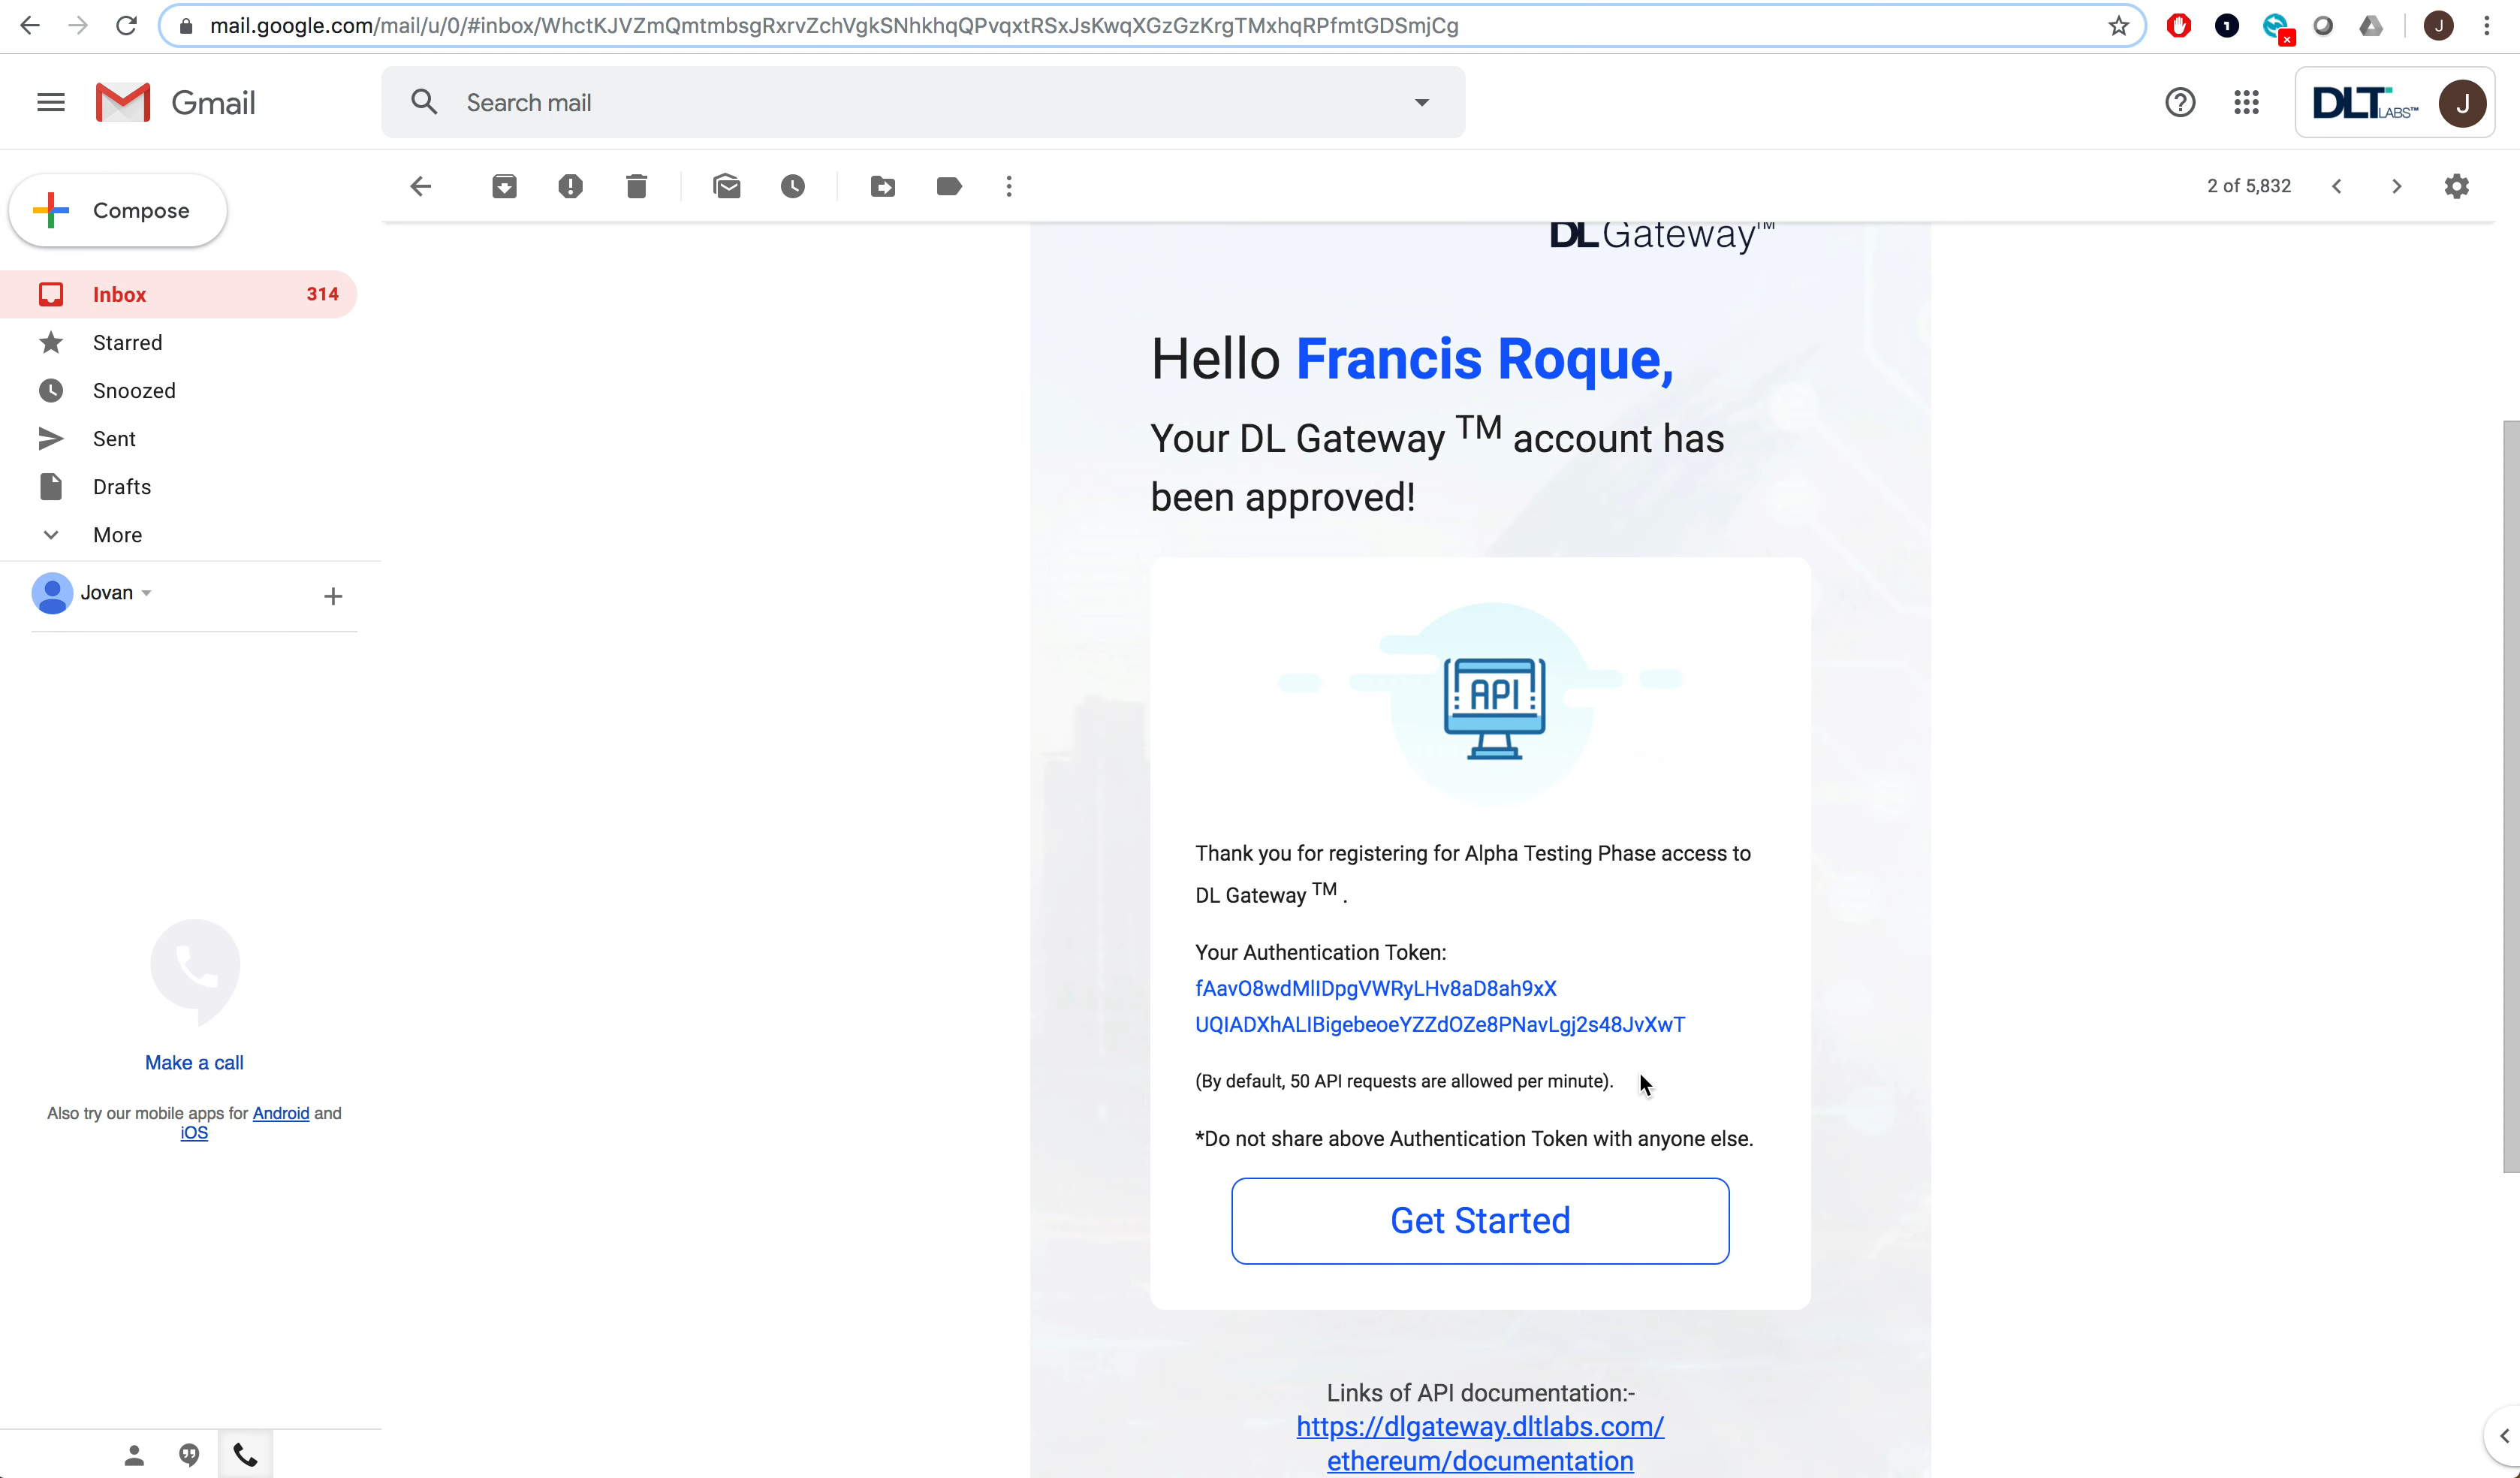 mail.google.com/mail/u/0/#inbox/WhctKJVZmQmtmbsgRxrvZchVgkSNhkhqQPvqxtRSxJsKwqXGzGzKrgTMxhqRPfmtGDSmjCg
1
J
Gmail
Search mail
DLT LABS™
J
2 of 5,832
Compose
Inbox 314
Starred
Snoozed
Sent
Drafts
More
Jovan
Make a call
Also try our mobile apps for Android and
iOS
DL Gateway™
Hello Francis Roque,
Your DL Gateway TM account has
been approved!
API
Thank you for registering for Alpha Testing Phase access to
DL Gateway TM .
Your Authentication Token:
fAavO8wdMlIDpgVWRyLHv8aD8ah9xX
UQIADXhALIBigebeoeYZZdOZe8PNavLgj2s48JvXwT
(By default, 50 API requests are allowed per minute).
*Do not share above Authentication Token with anyone else.
Get Started
Links of API documentation:-
https://dlgateway.dltlabs.com/
ethereum/documentation